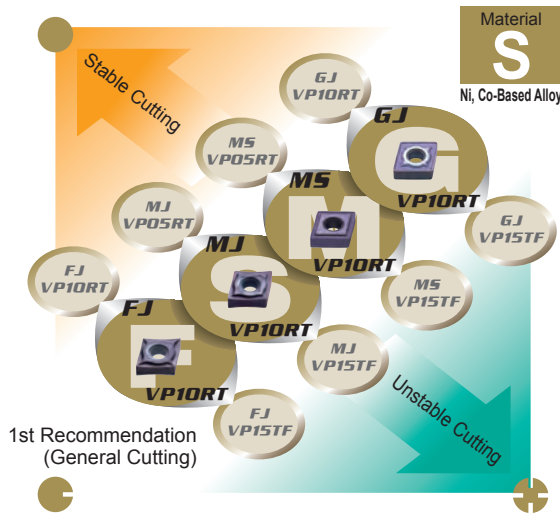 Material
S
Ni, Co-Based Alloy
Stable Cutting
GJ
VP10RT
GJ
G
VP10RT
MS
VP05RT
MS
M
VP10RT
GJ
VP15TF
MJ
VP05RT
MJ
S
VP10RT
MS
VP15TF
FJ
VP10RT
FJ
F
VP10RT
MJ
VP15TF
FJ
VP15TF
Unstable Cutting
1st Recommendation
(General Cutting)